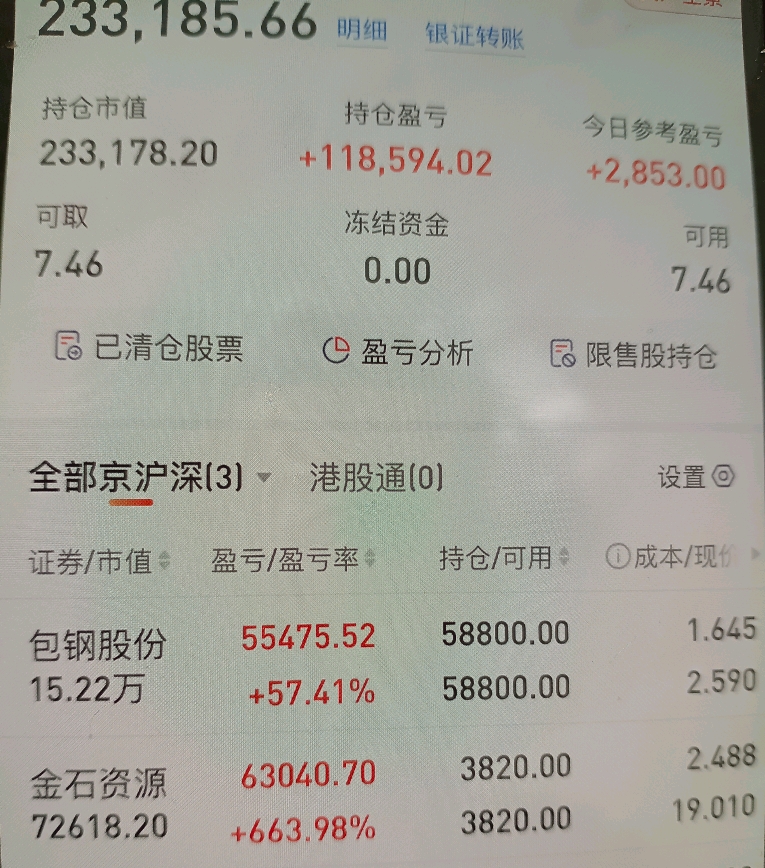 233,185.66 明细 银证转账
持仓市值 持仓盈亏 今日参考盈亏
233,178.20 +118,594.02 +2,853.00
可取 冻结资金 可用
7.46 0.00 7.46
已清仓股票 盈亏分析 限售股持仓
全部京沪深(3) 港股通(0) 设置
证券/市值 盈亏/盈亏率 持仓/可用 成本/现价
包钢股份 55475.52 58800.00 1.645
15.22万 +57.41% 58800.00 2.590
金石资源 63040.70 3820.00 2.488
72618.20 +663.98% 3820.00 19.010